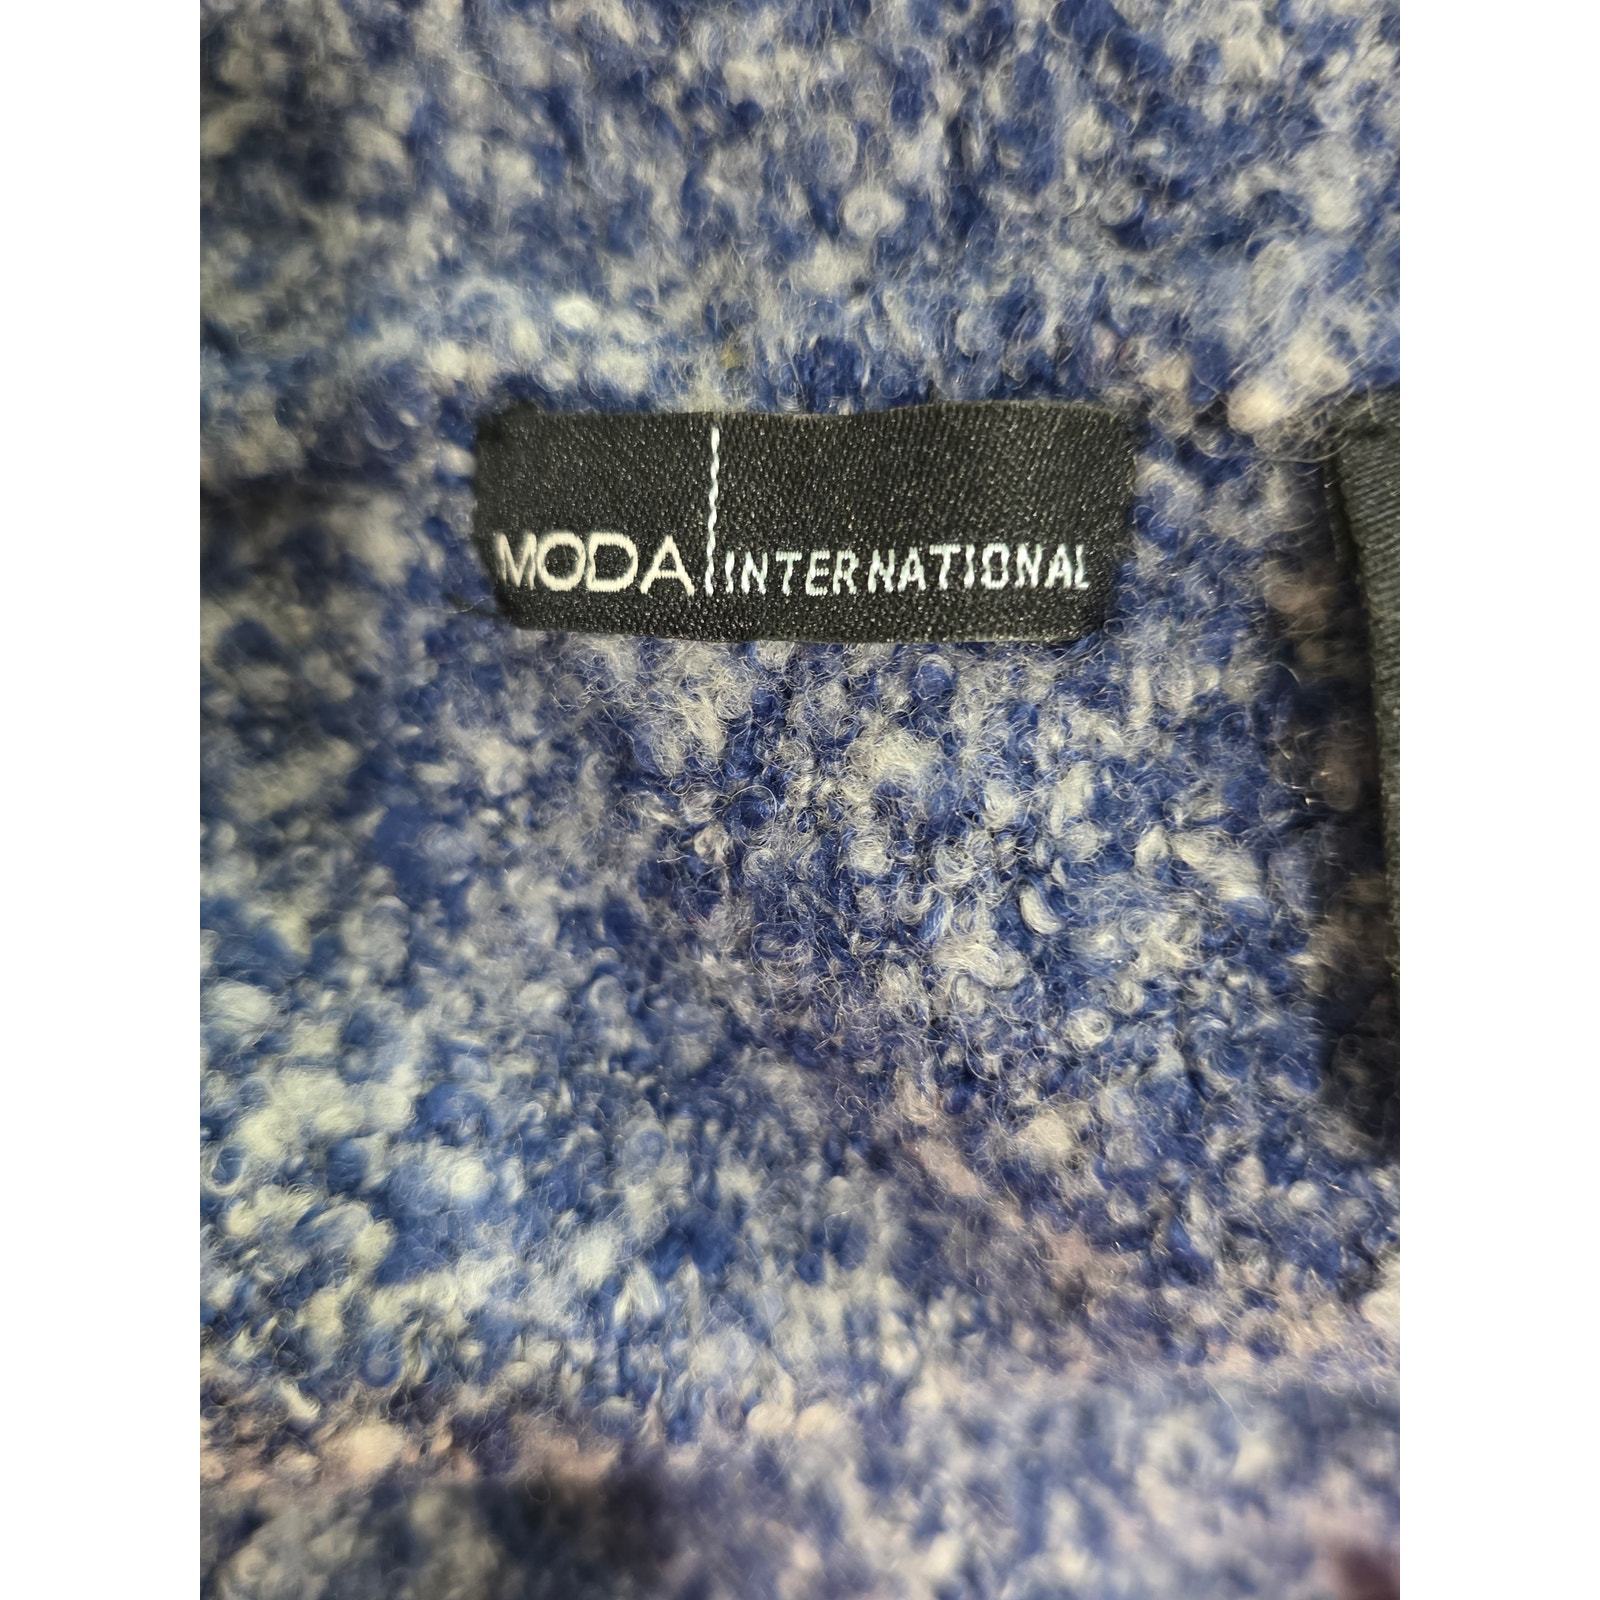 MODA | INTERNATIONAL